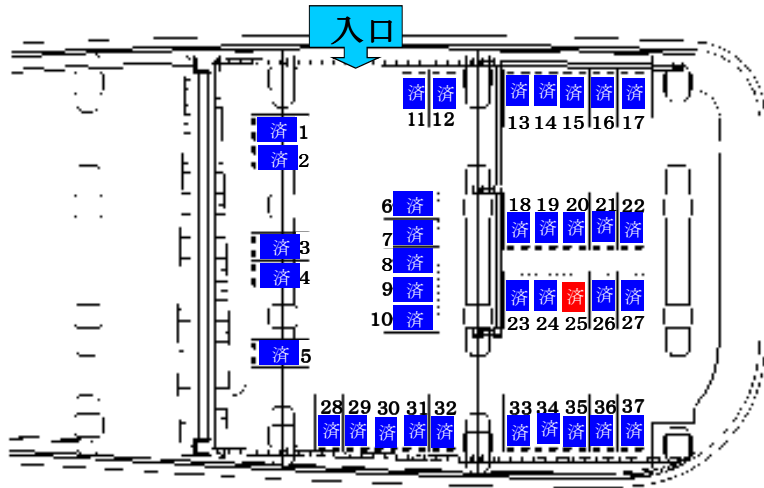 入口
済 済 済 済 済 済 済
11 12 13 14 15 16 17
済 1
済 2
6 済
18 19 20 21 22
7 済
済 済 済 済 済
済 3
8 済
済 4
9 済
済 済 済 済 済
10 済
23 24 25 26 27
済 5
28 29 30 31 32 33 34 35 36 37
済 済 済 済 済 済 済 済 済 済